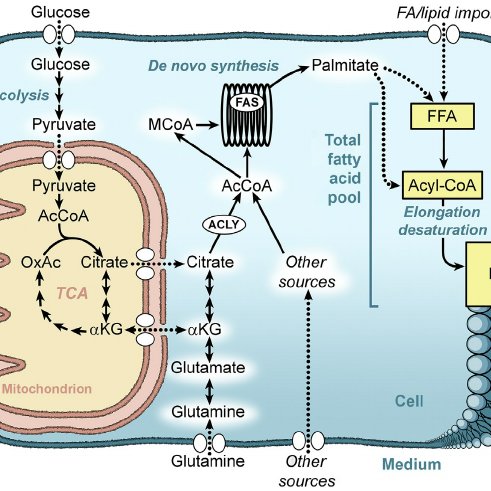 Glucose
FA/lipid impo
Glucose
De novo synthesis
Palmitate
colysis
FAS
Pyruvate
MCoA
FFA
Total
fatty
acid
pool
Pyruvate
AcCoA
Acyl-CoA
AcCoA
Elongation
desaturation
ACLY
OxAc
Citrate
Citrate
Other
sources
TCA
αKG
αKG
Glutamate
Mitochondrion
Cell
Glutamine
Glutamine
Other
sources
Medium